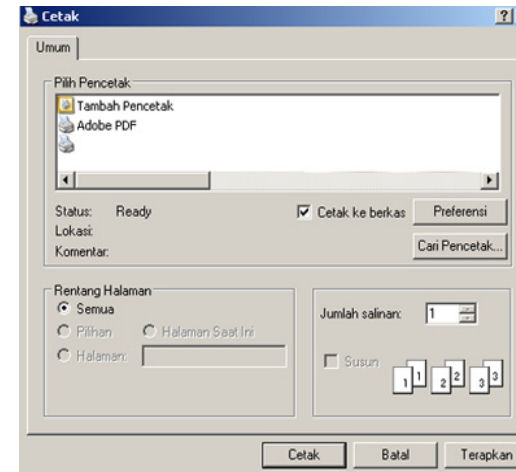 Cetak
Umum
Pilih Pencetak
Tambah Pencetak
Adobe PDF
Status: Ready
Cetak ke berkas
Preferensi
Lokasi:
Komentar:
Cari Pencetak...
Rentang Halaman
Semua
Pilihan Halaman Saat Ini
Halaman:
Jumlah salinan: 1
Susun
1 1 2 2 3 3
Cetak Batal Terapkan